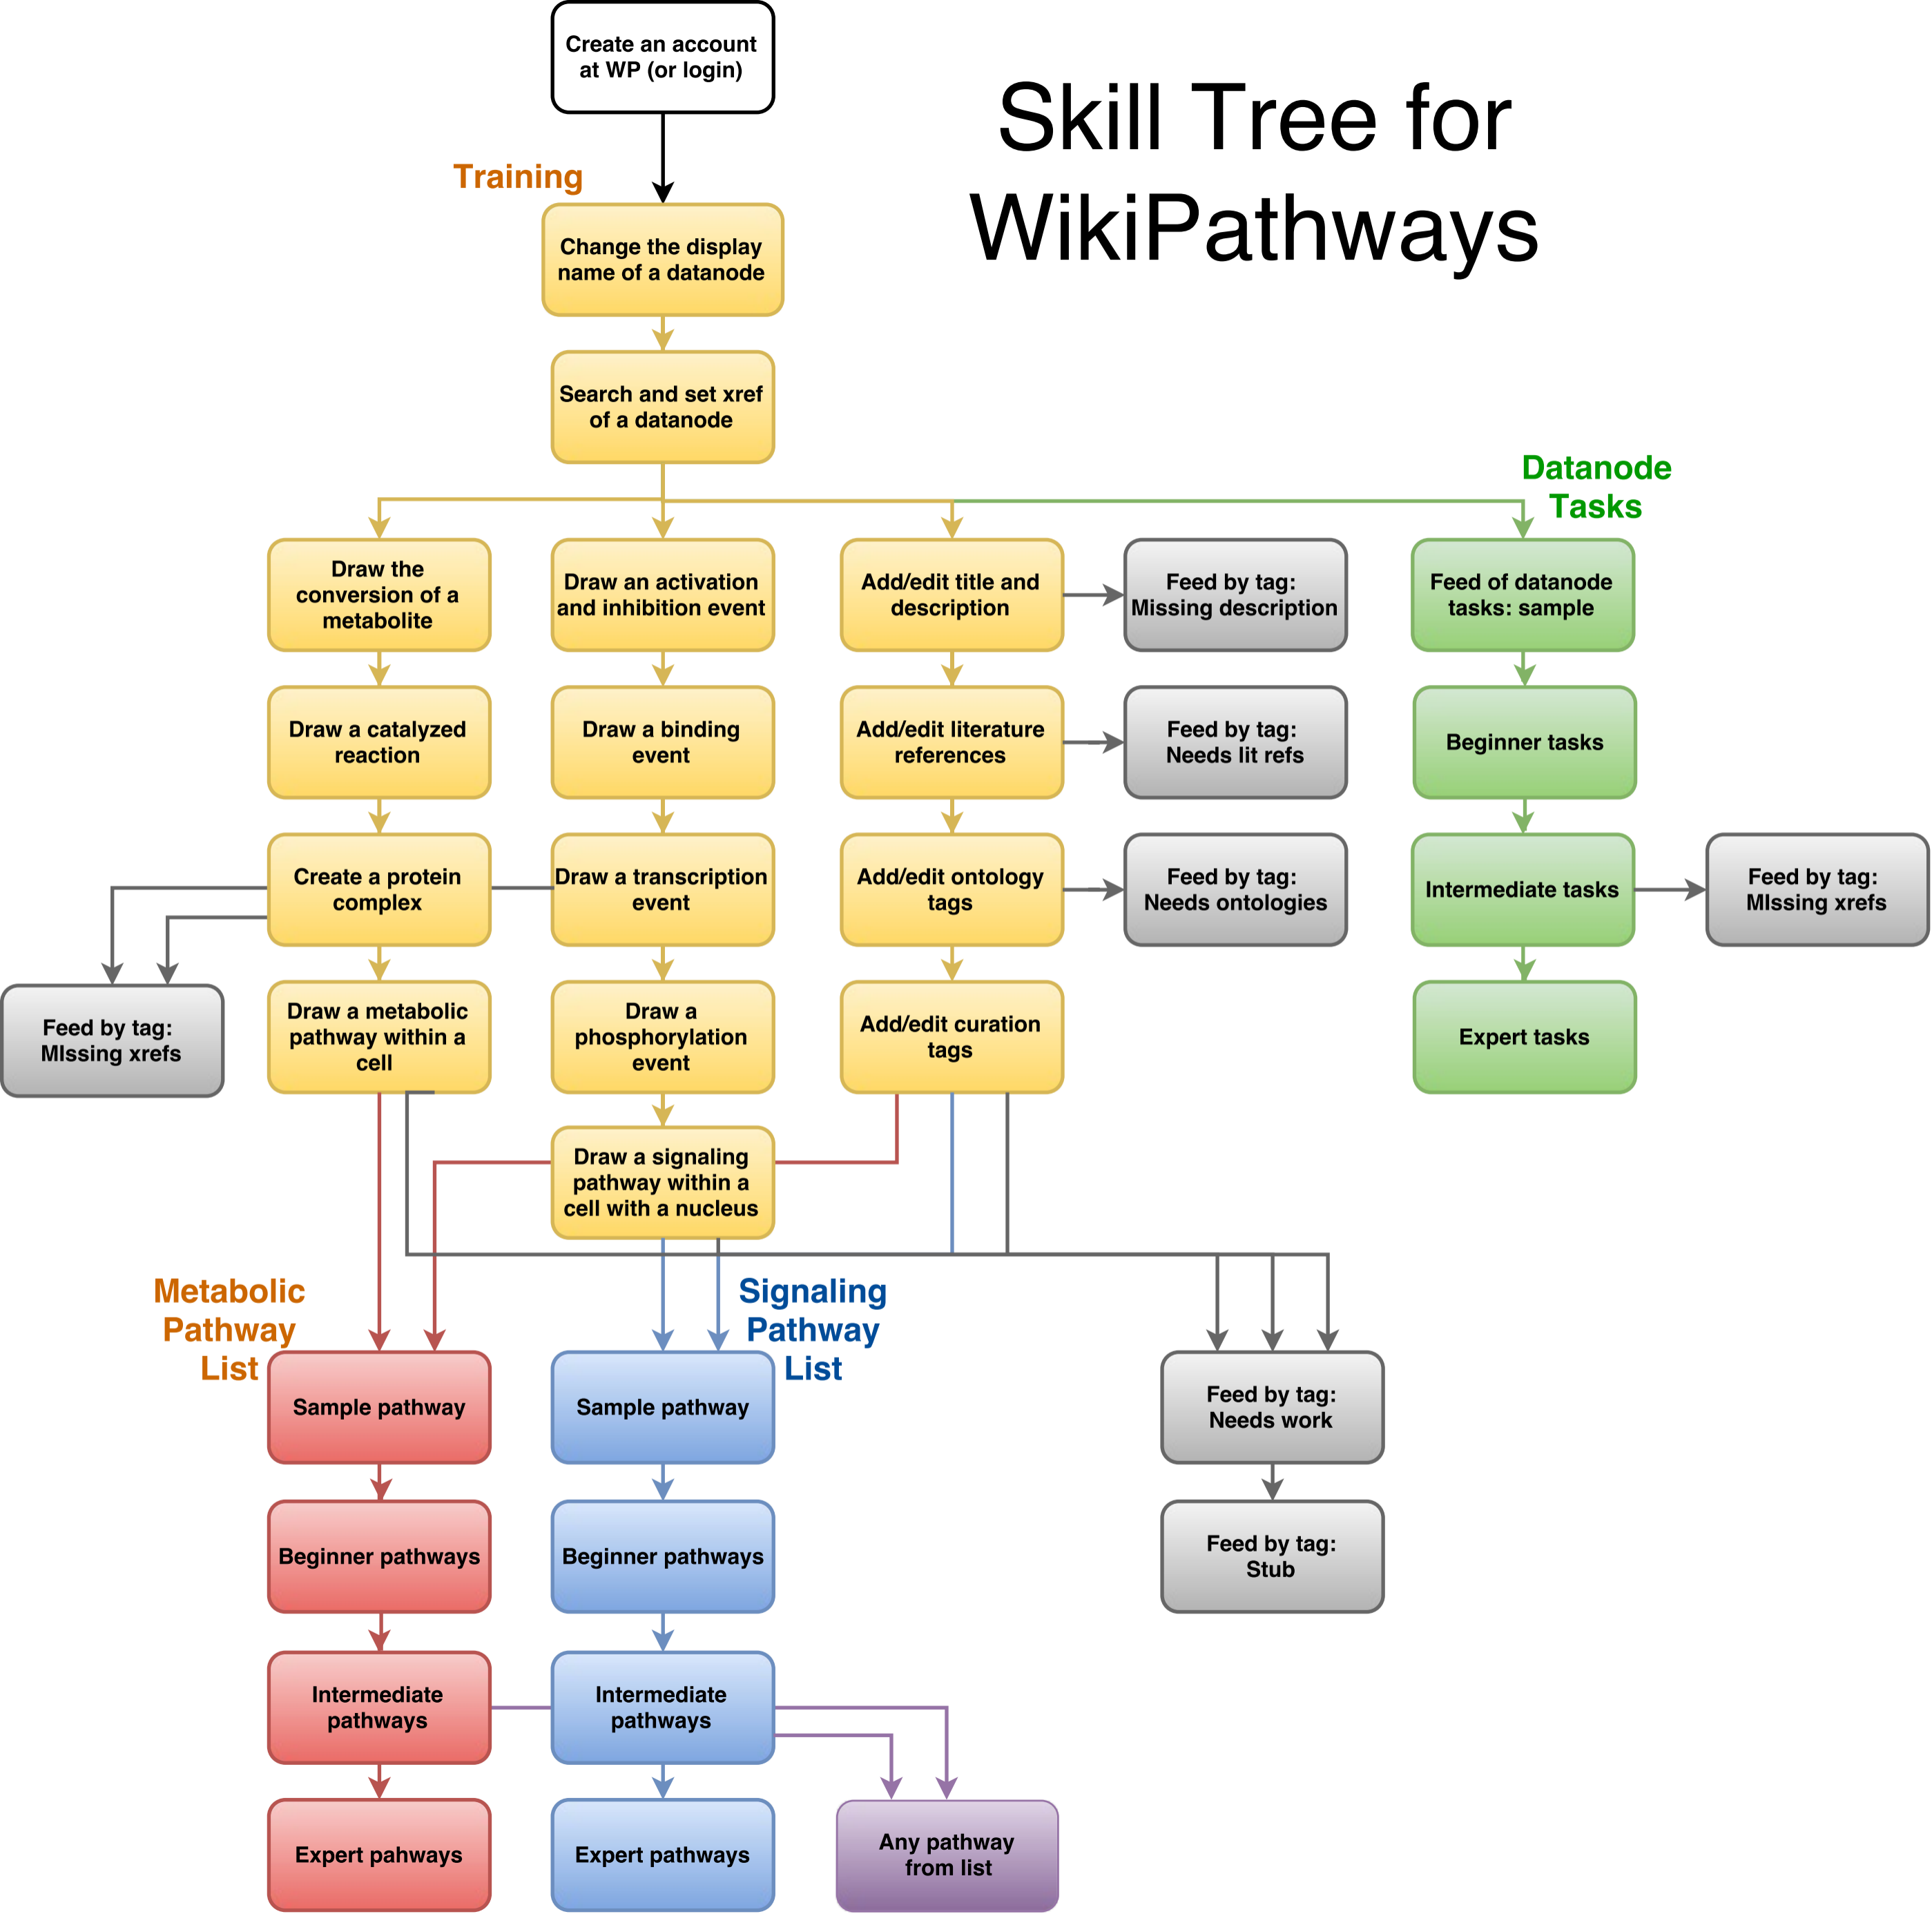 Create an account
at WP (or login)
Skill Tree for
WikiPathways
Training
Change the display
name of a datanode
Search and set xref
of a datanode
Datanode
Tasks
Draw the
conversion of a
metabolite
Draw an activation
and inhibition event
Add/edit title and
description
Feed by tag:
Missing description
Feed of datanode
tasks: sample
Draw a catalyzed
reaction
Draw a binding
event
Add/edit literature
references
Feed by tag:
Needs lit refs
Beginner tasks
Create a protein
complex
Draw a transcription
event
Add/edit ontology
tags
Feed by tag:
Needs ontologies
Intermediate tasks
Feed by tag:
MIssing xrefs
Feed by tag:
MIssing xrefs
Draw a metabolic
pathway within a
cell
Draw a
phosphorylation
event
Add/edit curation
tags
Expert tasks
Draw a signaling
pathway within a
cell with a nucleus
Metabolic
Pathway
List
Signaling
Pathway
List
Sample pathway
Sample pathway
Feed by tag:
Needs work
Beginner pathways
Beginner pathways
Feed by tag:
Stub
Intermediate
pathways
Intermediate
pathways
Expert pahways
Expert pathways
Any pathway
from list